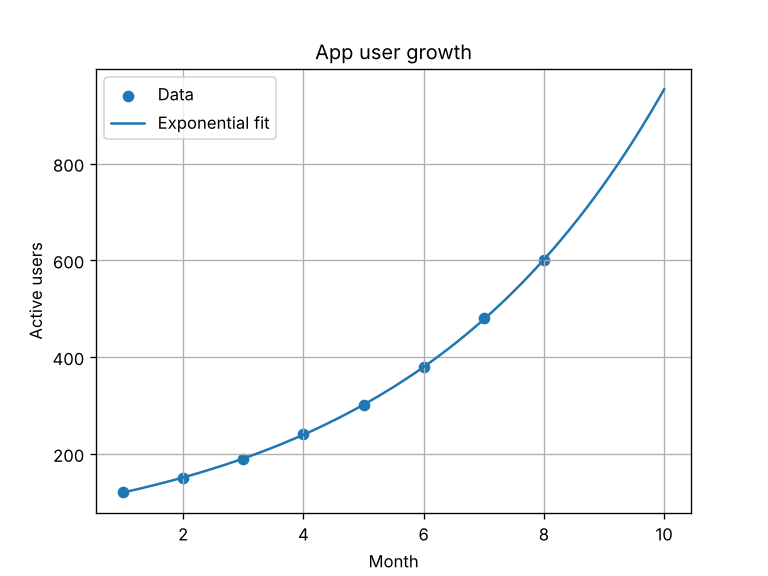 App user growth
Data
Exponential fit
800
600
400
200
Active users
2 4 6 8 10
Month